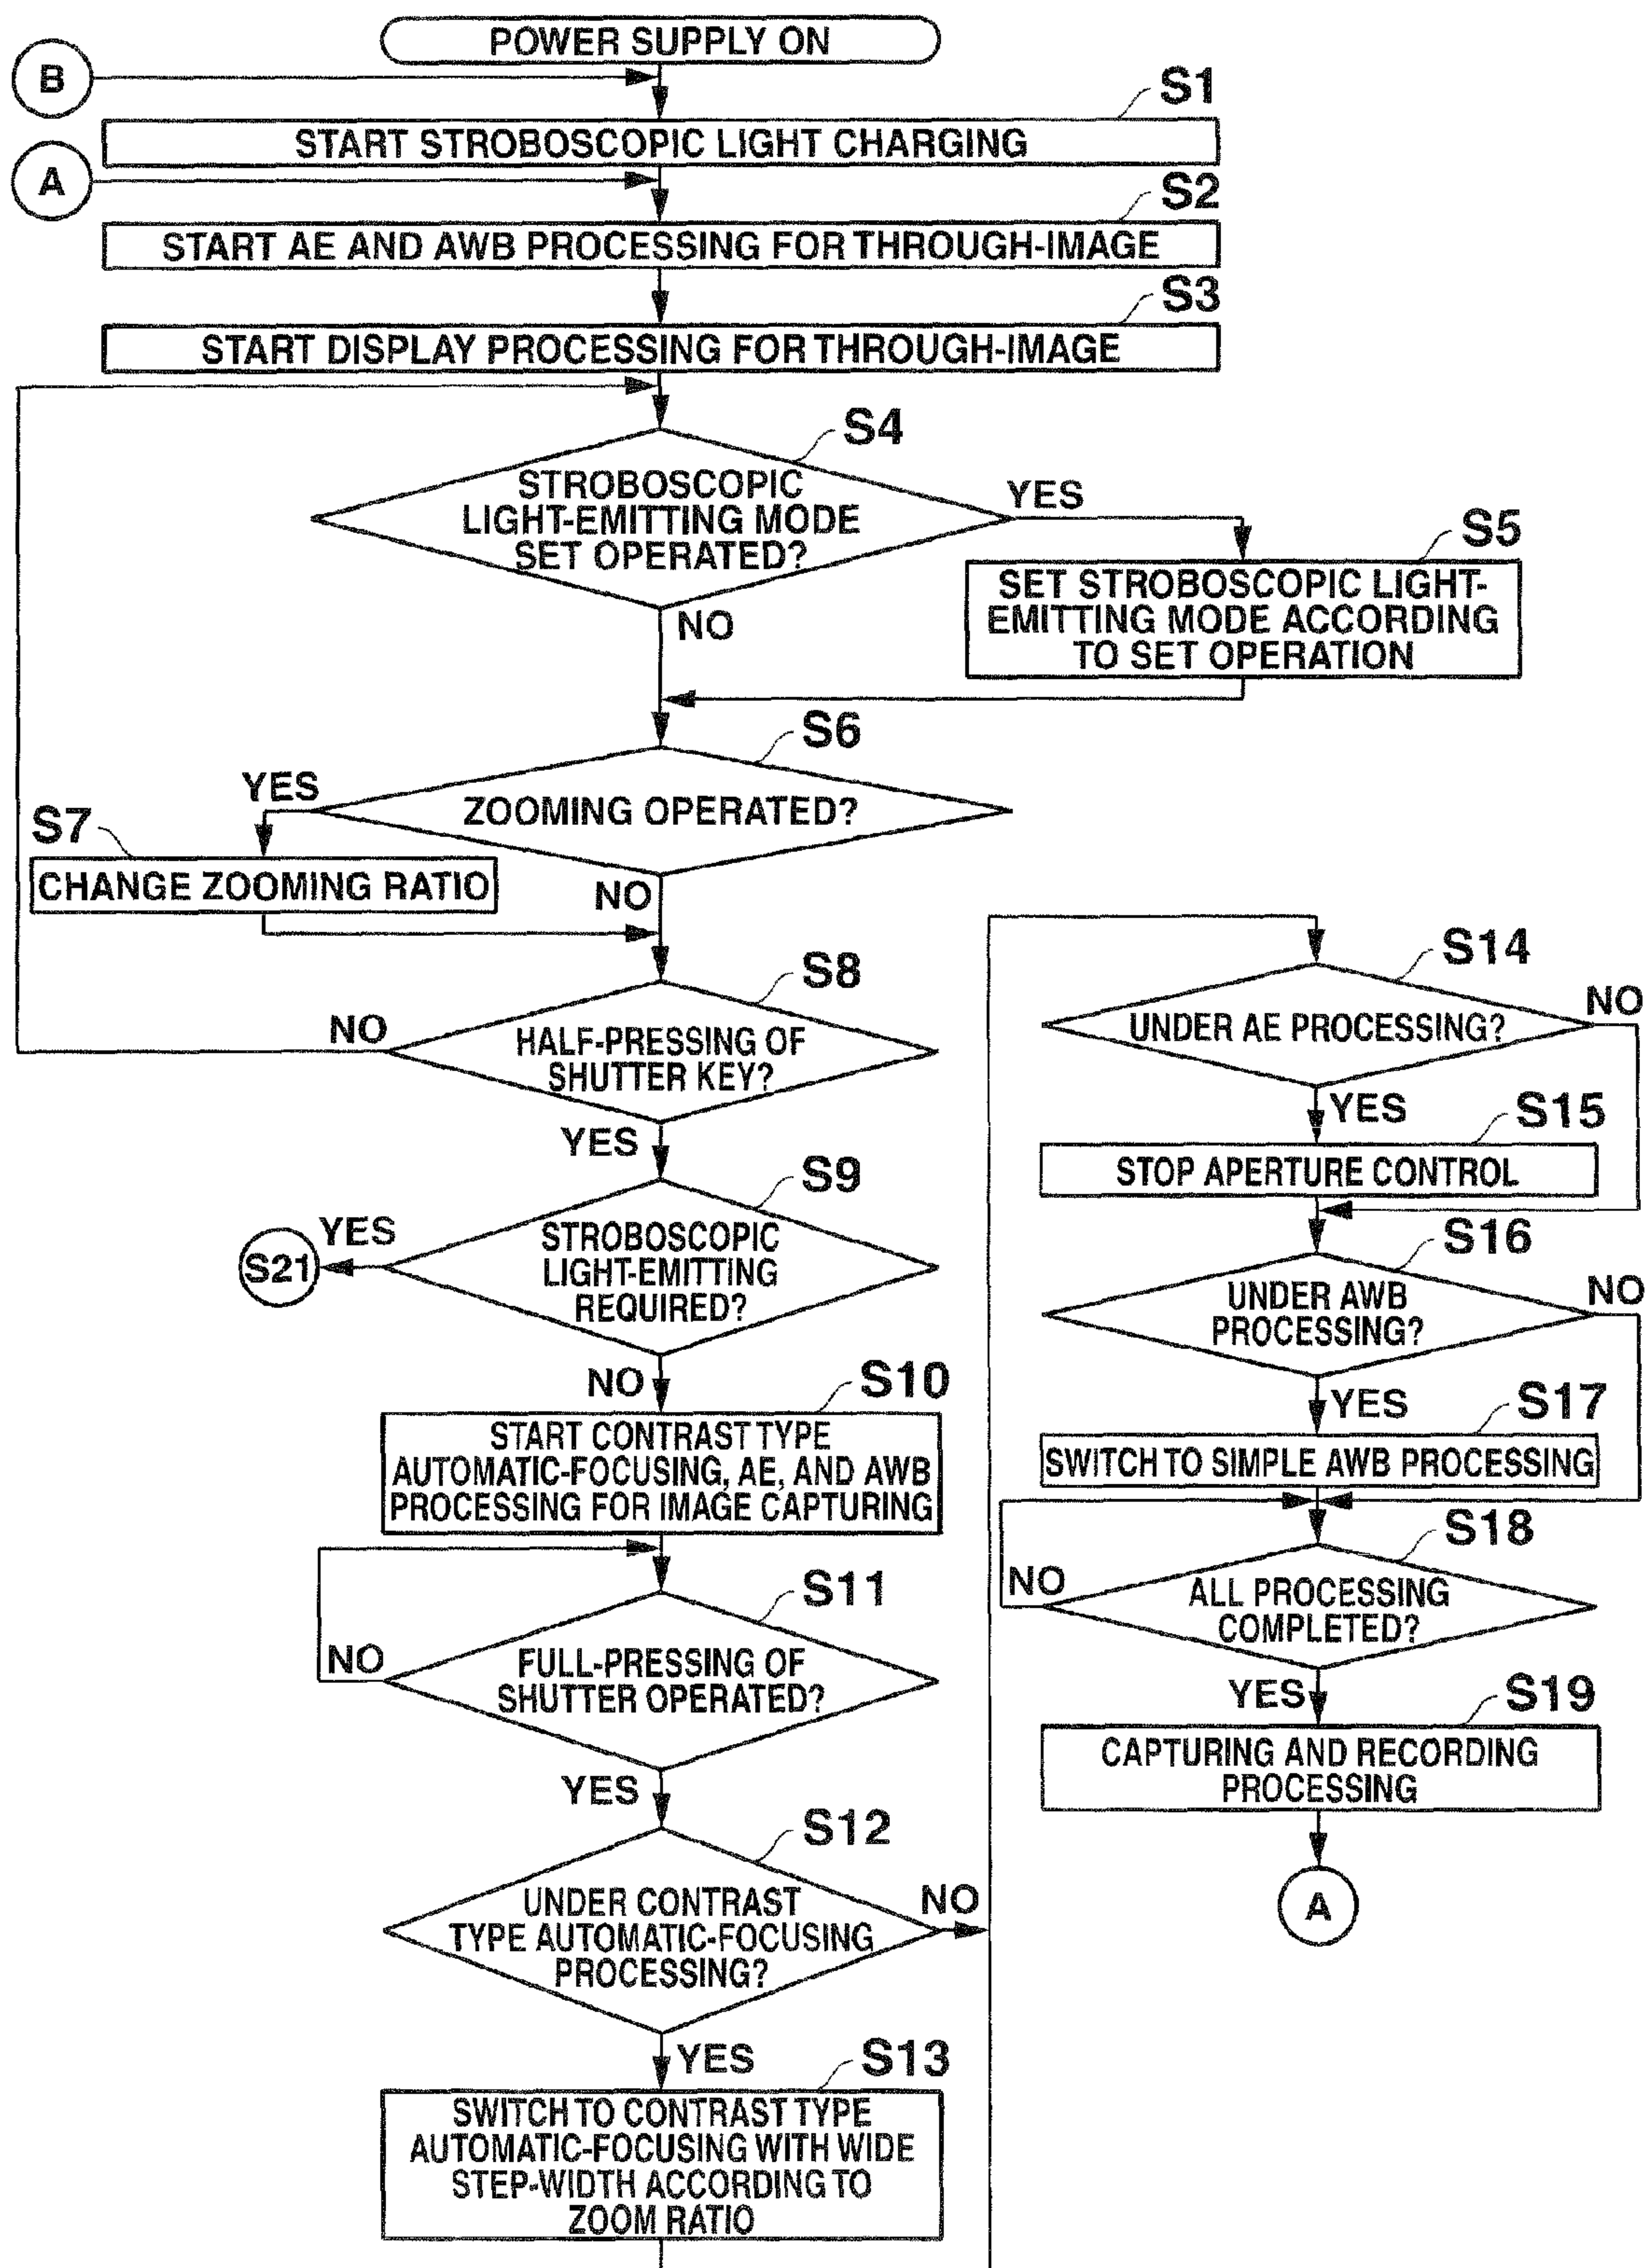 POWER SUPPLY ON
B
S1
START STROBOSCOPIC LIGHT CHARGING
A
S2
START AE AND AWB PROCESSING FOR THROUGH-IMAGE
S3
START DISPLAY PROCESSING FOR THROUGH-IMAGE
S4
STROBOSCOPIC
LIGHT-EMITTING MODE
SET OPERATED?
YES
NO
S5
SET STROBOSCOPIC LIGHT-
EMITTING MODE ACCORDING
TO SET OPERATION
S6
ZOOMING OPERATED?
YES
S7
CHANGE ZOOMING RATIO
NO
S8
HALF-PRESSING OF
SHUTTER KEY?
NO
YES
S9
STROBOSCOPIC
LIGHT-EMITTING
REQUIRED?
YES
S21
NO
S10
START CONTRAST TYPE
AUTOMATIC-FOCUSING, AE, AND AWB
PROCESSING FOR IMAGE CAPTURING
S11
FULL-PRESSING OF
SHUTTER OPERATED?
NO
YES
S12
UNDER CONTRAST
TYPE AUTOMATIC-FOCUSING
PROCESSING?
NO
YES
S13
SWITCH TO CONTRAST TYPE
AUTOMATIC-FOCUSING WITH WIDE
STEP-WIDTH ACCORDING TO
ZOOM RATIO
S14
UNDER AE PROCESSING?
NO
YES
S15
STOP APERTURE CONTROL
S16
UNDER AWB
PROCESSING?
NO
YES
S17
SWITCH TO SIMPLE AWB PROCESSING
S18
ALL PROCESSING
COMPLETED?
NO
YES
S19
CAPTURING AND RECORDING
PROCESSING
A